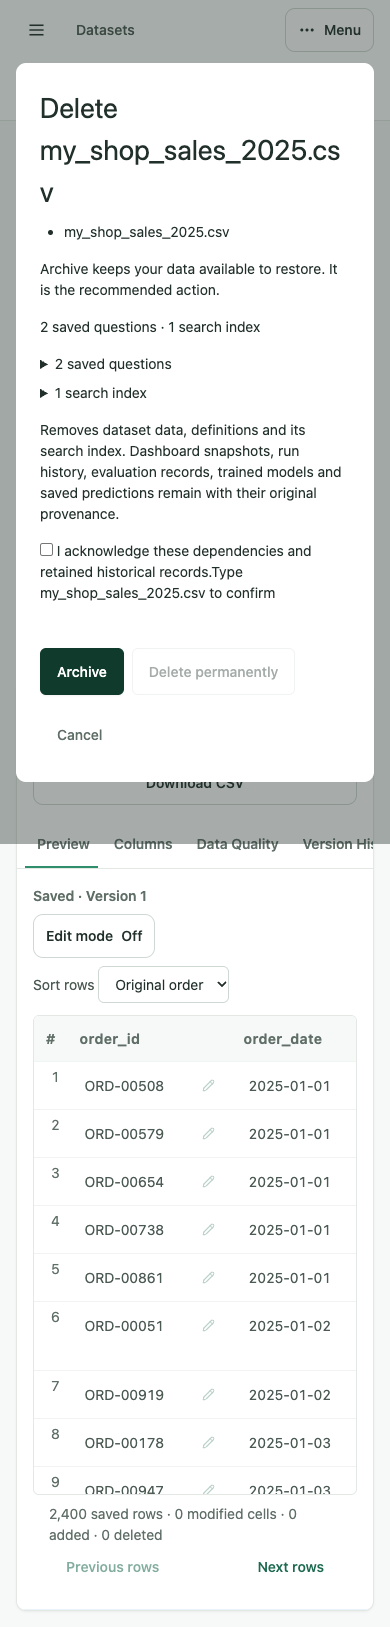 Datasets
Menu
Delete
my_shop_sales_2025.cs
v
my_shop_sales_2025.csv
Archive keeps your data available to restore. It
is the recommended action.
2 saved questions · 1 search index
2 saved questions
1 search index
Removes dataset data, definitions and its
search index. Dashboard snapshots, run
history, evaluation records, trained models and
saved predictions remain with their original
provenance.
I acknowledge these dependencies and
retained historical records.Type
my_shop_sales_2025.csv to confirm
Archive Delete permanently
Cancel
Download CSV
Preview Columns Data Quality Version His
Saved · Version 1
Edit mode Off
Sort rows Original order
# order_id order_date
1 ORD-00508 2025-01-01
2 ORD-00579 2025-01-01
3 ORD-00654 2025-01-01
4 ORD-00738 2025-01-01
5 ORD-00861 2025-01-01
6 ORD-00051 2025-01-02
7 ORD-00919 2025-01-02
8 ORD-00178 2025-01-03
9 ORD-00947 2025-01-03
2,400 saved rows · 0 modified cells · 0
added · 0 deleted
Previous rows Next rows